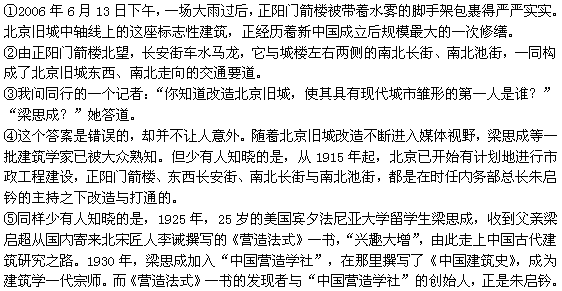 ①2006年6月13日下午，一场大雨过后，正阳门箭楼被带着水雾的脚手架包裹得严严实实。
北京旧城中轴线上的这座标志性建筑，正经历着新中国成立后规模最大的一次修缮。
②由正阳门箭楼北望，长安街车水马龙，它与城楼左右两侧的南北长街、南北池街，一同构
成了北京旧城东西、南北走向的交通要道。
③我问同行的一个记者：“你知道改造北京旧城，使其具有现代城市雏形的第一人是谁？”
“梁思成？”她答道。
④这个答案是错误的，却并不让人意外。随着北京旧城改造不断进入媒体视野，梁思成等一
批建筑学家已被大众熟知。但少有人知晓的是，从1915年起，北京已开始有计划地进行市
政工程建设，正阳门箭楼、东西长安街、南北长街与南北池街，都是在时任内务部总长朱启
钤的主持之下改造与打通的。
⑤同样少有人知晓的是，1925年，25岁的美国宾夕法尼亚大学留学生梁思成，收到父亲梁
启超从国内寄来北宋匠人李诫撰写的《营造法式》一书，“兴趣大增”，由此走上中国古代建
筑研究之路。1930年，梁思成加入“中国营造学社”，在那里撰写了《中国建筑史》，成为
建筑学一代宗师。而《营造法式》一书的发现者与“中国营造学社”的创始人，正是朱启钤。